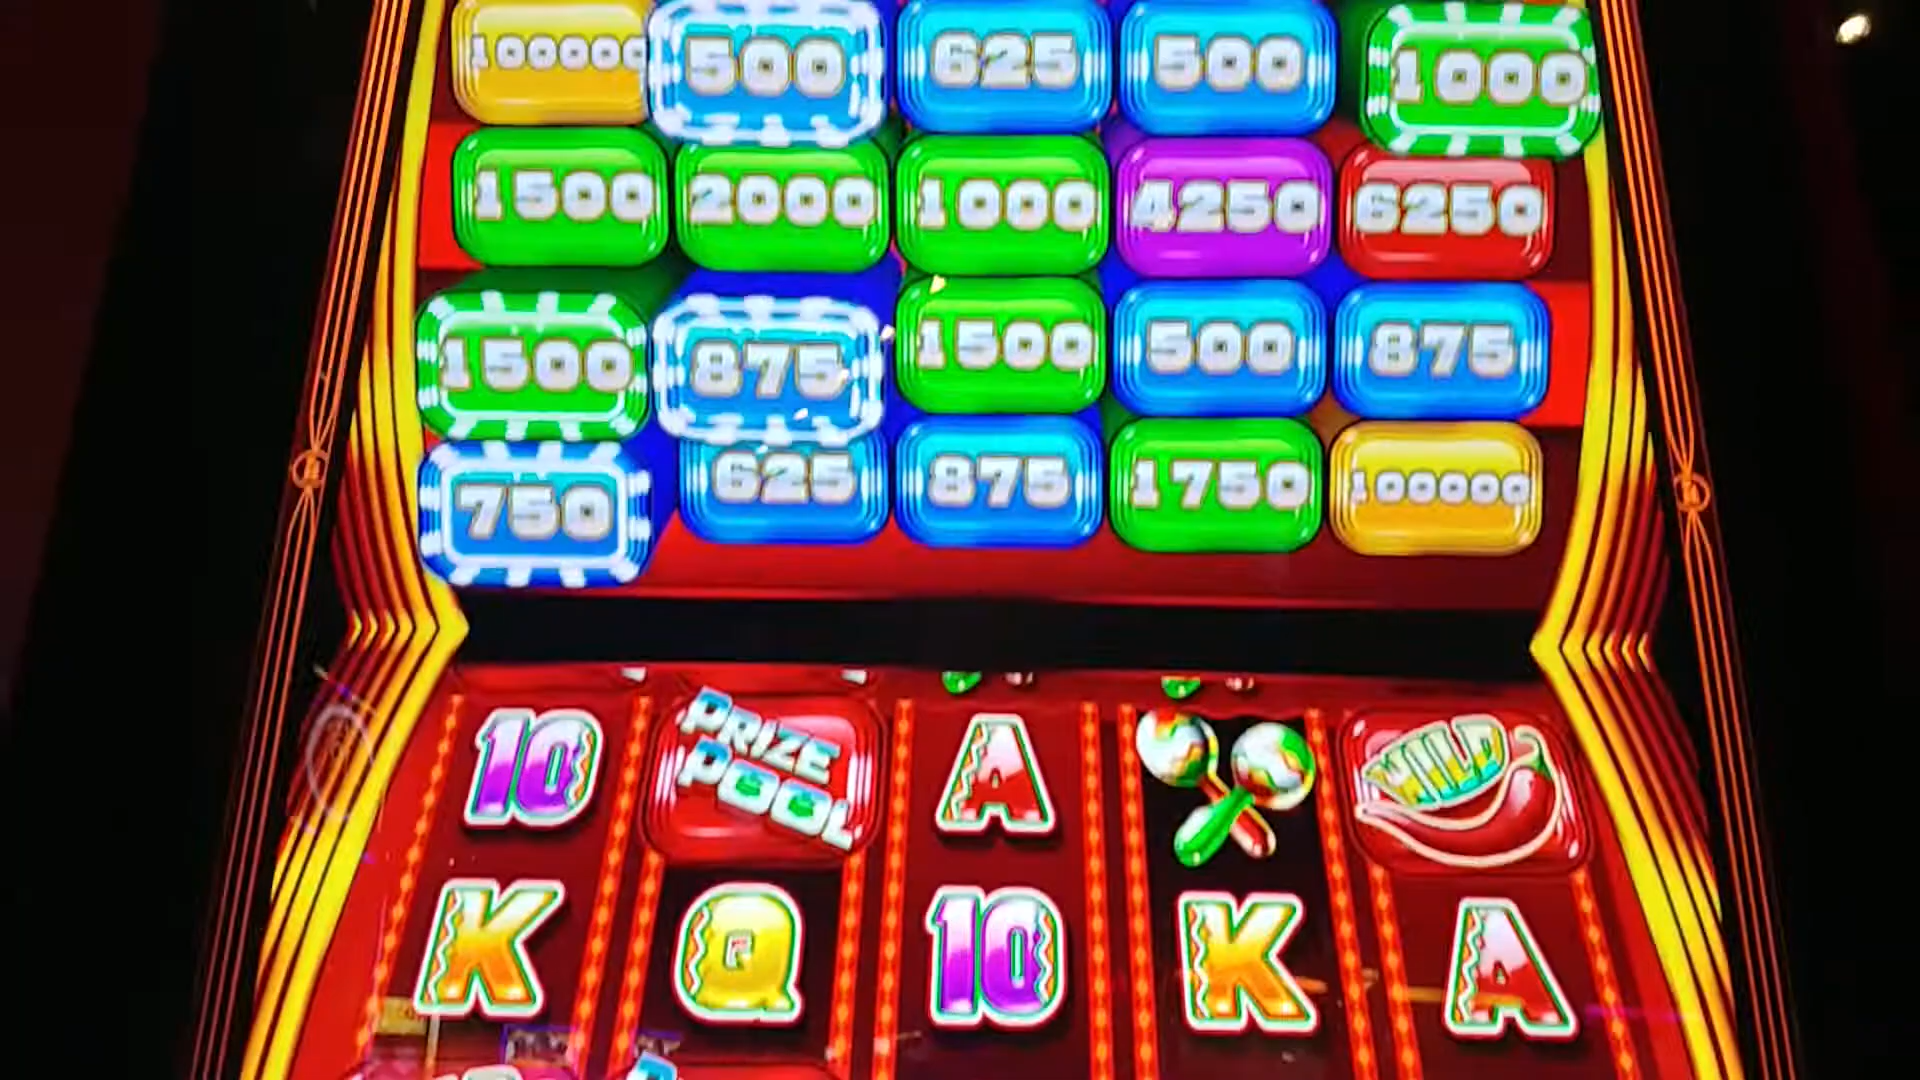 100000 500 625 500 1000
1500 2000 1000 4250 6250
1500 875 1500 500 875
750 625 875 1750 100000
10 PRIZE POOL A WILD
K Q 10 K A